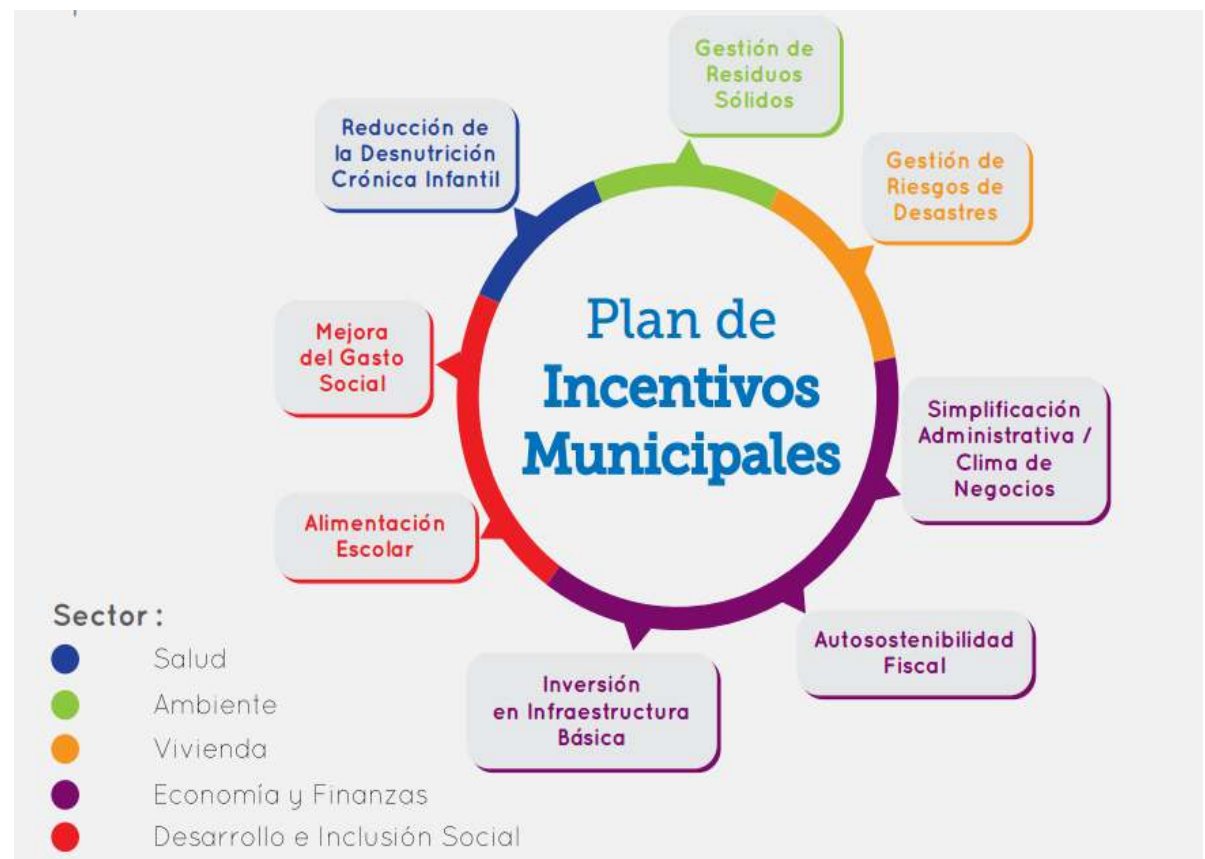 Gestión de
Residuos
Sólidos
Reducción de
la Desnutrición
Crónica Infantil
Gestión de
Riesgos de
Desastres
Plan de
Incentivos
Municipales
Mejora
del Gasto
Social
Simplificación
Administrativa /
Clima de
Negocios
Alimentación
Escolar
Autosostenibilidad
Fiscal
Inversión
en Infraestructura
Básica
Sector :
Salud
Ambiente
Vivienda
Economía y Finanzas
Desarrollo e Inclusión Social